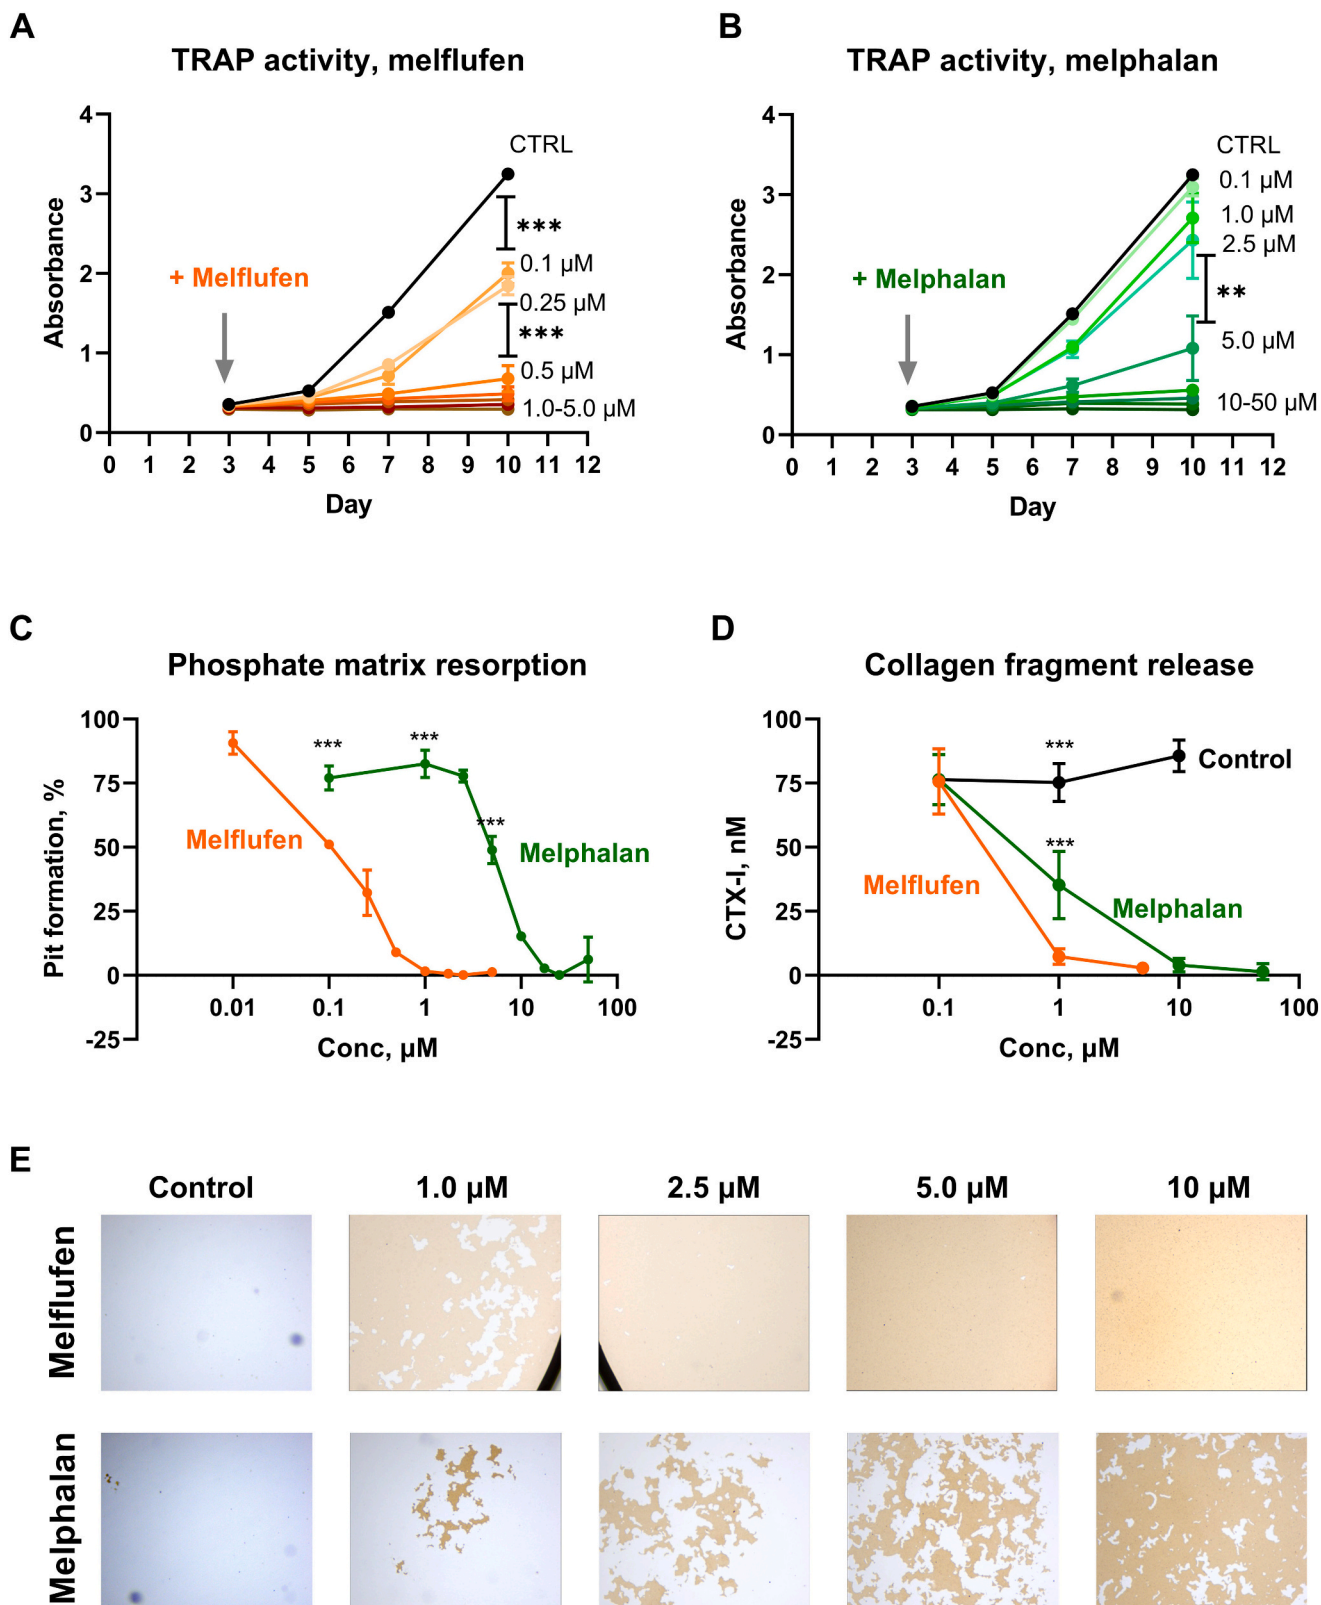 A
TRAP activity, melflufen
4
3
2
1
0
Absorbance
+ Melflufen
CTRL
***
0.1 µM
0.25 µM
***
0.5 µM
1.0-5.0 µM
0 1 2 3 4 5 6 7 8 9 10 11 12
Day
B
TRAP activity, melphalan
4
3
2
1
0
Absorbance
+ Melphalan
CTRL
0.1 µM
1.0 µM
2.5 µM
**
5.0 µM
10-50 µM
0 1 2 3 4 5 6 7 8 9 10 11 12
Day
C
Phosphate matrix resorption
100
75
50
25
0
-25
Pit formation, %
***
***
***
Melflufen
Melphalan
0.01 0.1 1 10 100
Conc, µM
D
Collagen fragment release
100
75
50
25
0
-25
CTX-I, nM
***
Control
***
Melflufen
Melphalan
0.1 1 10 100
Conc, µM
E
Control 1.0 µM 2.5 µM 5.0 µM 10 µM
Melflufen
Melphalan